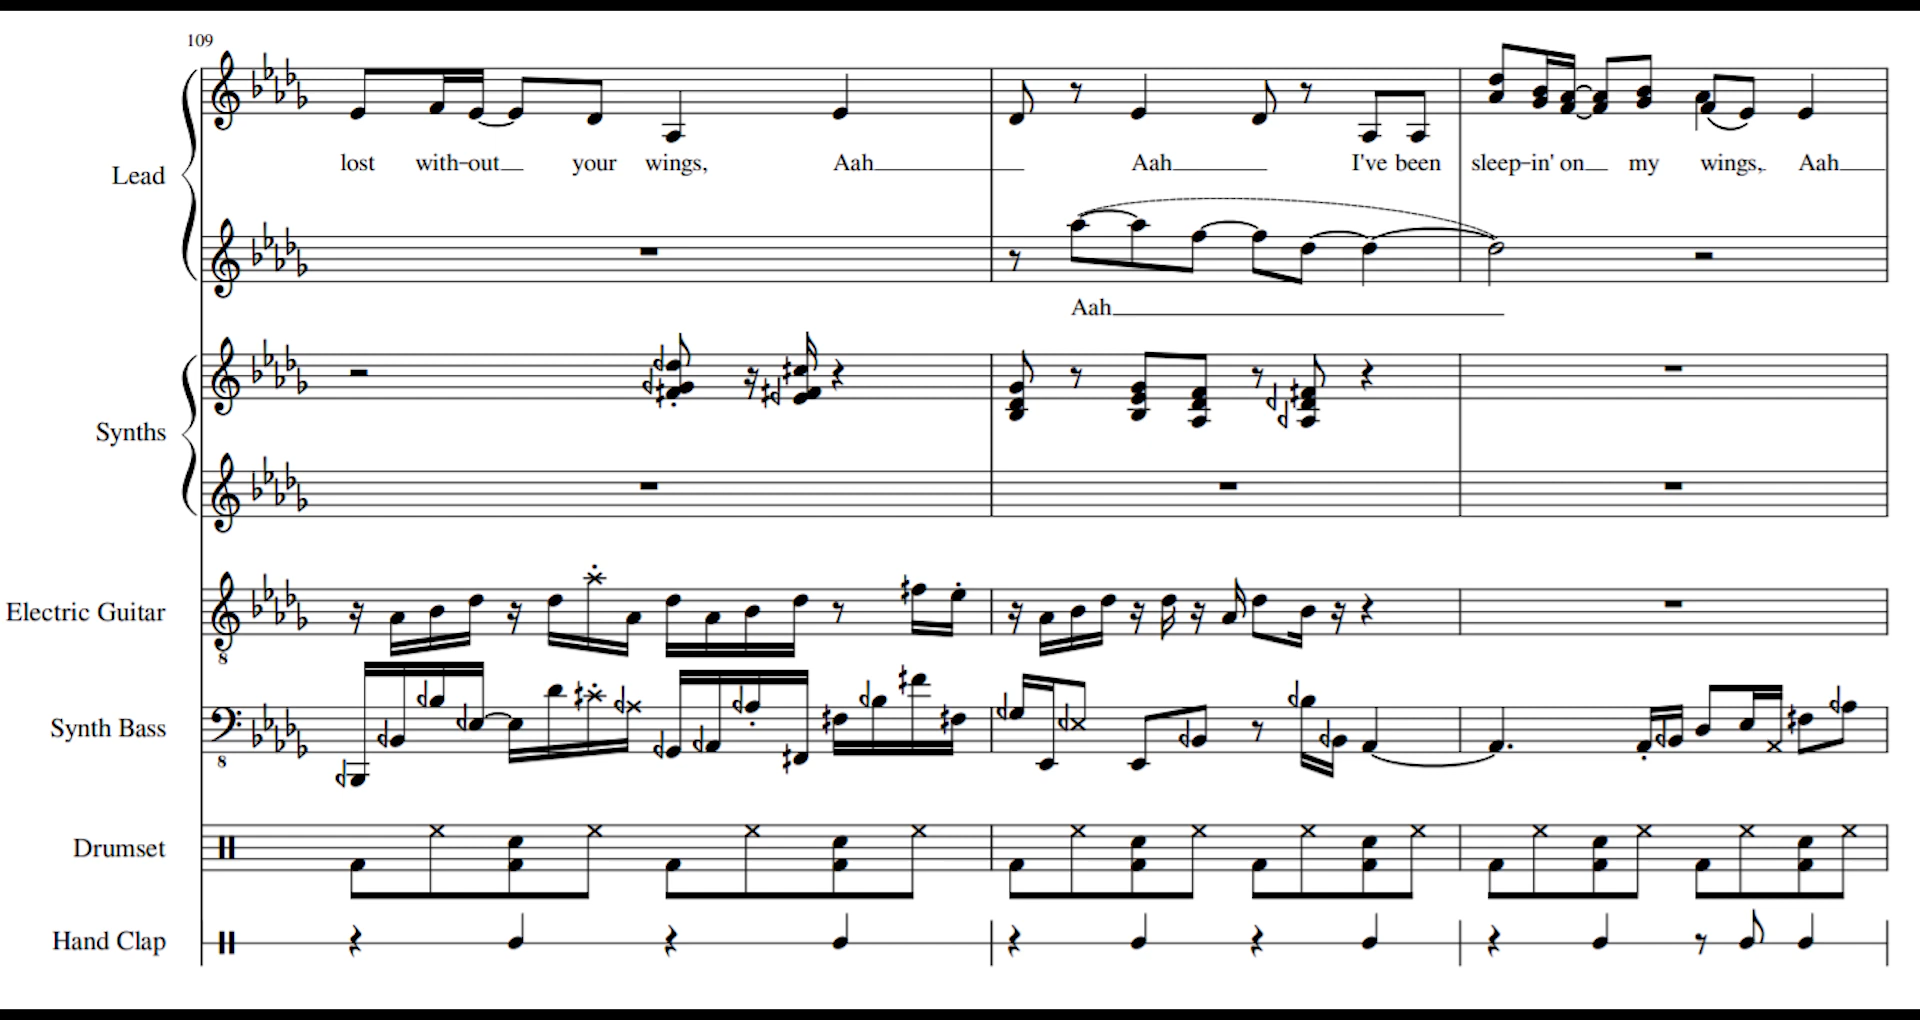 109
Lead
lost with-out your wings, Aah Aah I've been sleep-in' on my wings, Aah
Aah
Synths
Electric Guitar
8
Synth Bass
8
Drumset
Hand Clap